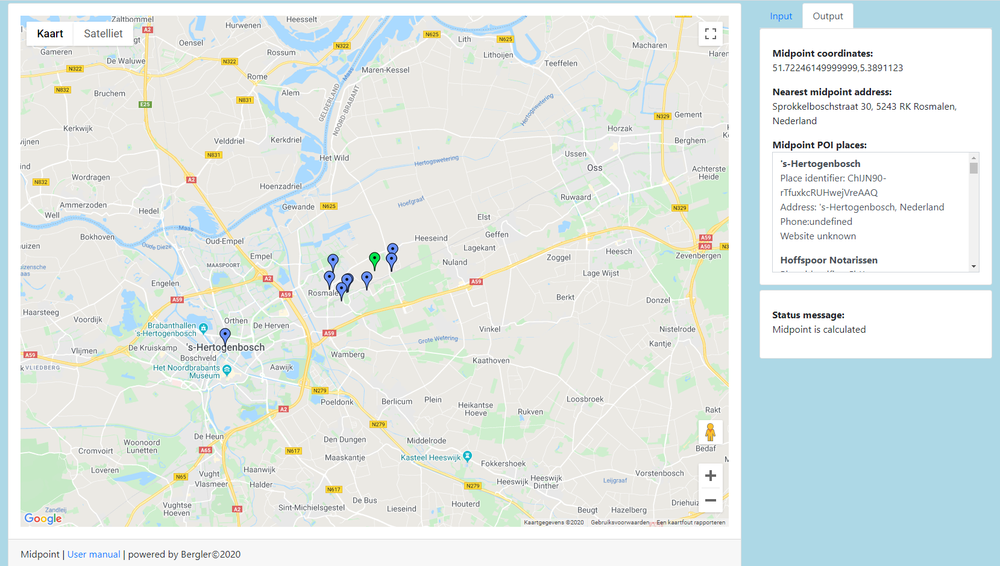 Kaart
Satelliet
Zaltbommel
A2
Hurwenen
Heesselt
N625
Lith
N625
Lithoijen
Macharen
Haren
Gameren
N322
De Waluwe
Oensel
N322
Rossum
N322
Maren-Kessel
Teeffelen
Rome
Maas
N832
Bruchem
E25
N831
Alem
GELDERLAND
NOORD-BRABANT
Hertogswetering
N329
Gement
Kerkwijk
Velddriel
Kerkdriel
Horzak
Berghem
wijnen
N831
Het Wild
Hertogswetering
Ussen
Oss
Achterste
Heide
ind
N832
Wordragen
A2
Hoenzadriel
Hoefgraaf
Ruwaard
Ammerzoden
Well
Hedel
Gewande
N625
N329
Elst
Maas
Bokhoven
Oud-Empel
Oude Dieze
Geffen
Heeseind
Lagekant
A59
A50
N3
uizen
Empel
MAASPOORT
Nuland
Zoggel
Heesch
Zevenbergen
uizensche
aas
Engelen
A2
Rosmalen
A59
Lage Wijst
A59
A59
Berkt
Donzel
Haarsteeg
Voordijk
Orthen
De Herven
A59
Brabanthallen
's-Hertogenbosch
Vinkel
Nistelrode
Grote Wetering
Kantje
De Kruiskamp
's-Hertogenbosch
Vlijmen
A59
Boschveld
Wamberg
Kaathoven
VLIEDBERG
Het Noordbrabants
Museum
Aawijk
N279
A2
Poeldonk
Berlicum
Plein
Heikantse
Hoeve
Rukven
Loosbroek
Rakt
N279
De Heun
Woonoord
Lunetten
Cromvoirt
A65
N617
Den Dungen
Middelrode
Bedaf
Maaskantje
Kasteel Heeswijk
Fokkershoek
Loveren
Vught
Haanwijk
Vorstenbosch
N65
Vlasmeer
Halder
N617
N279
Heeswijk
Heeswijk
Dinther
Leijgraaf
Vughtse
Hoeven
A2
Sint-Michielsgestel
De Bus
Lieseind
Houterd
Beugt
Hazelberg
Driehuiz
Zandleij
Google
Kaartgegevens ©2020
Gebruiksvoorwaarden
Een kaartfout rapporteren
Midpoint | User manual | powered by Bergler©2020
Input
Output
Midpoint coordinates:
51.72246149999999,5.3891123
Nearest midpoint address:
Sprokkelboschstraat 30, 5243 RK Rosmalen,
Nederland
Midpoint POI places:
's-Hertogenbosch
Place identifier: ChIJN90-
rTfuxkcRUHwejVreAAQ
Address: 's-Hertogenbosch, Nederland
Phone:undefined
Website unknown
Hoffspoor Notarissen
Status message:
Midpoint is calculated